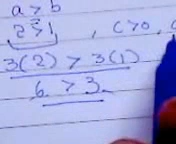 a > b
2 > 1 , c > 0 ,
3(2) > 3(1)
6 > 3